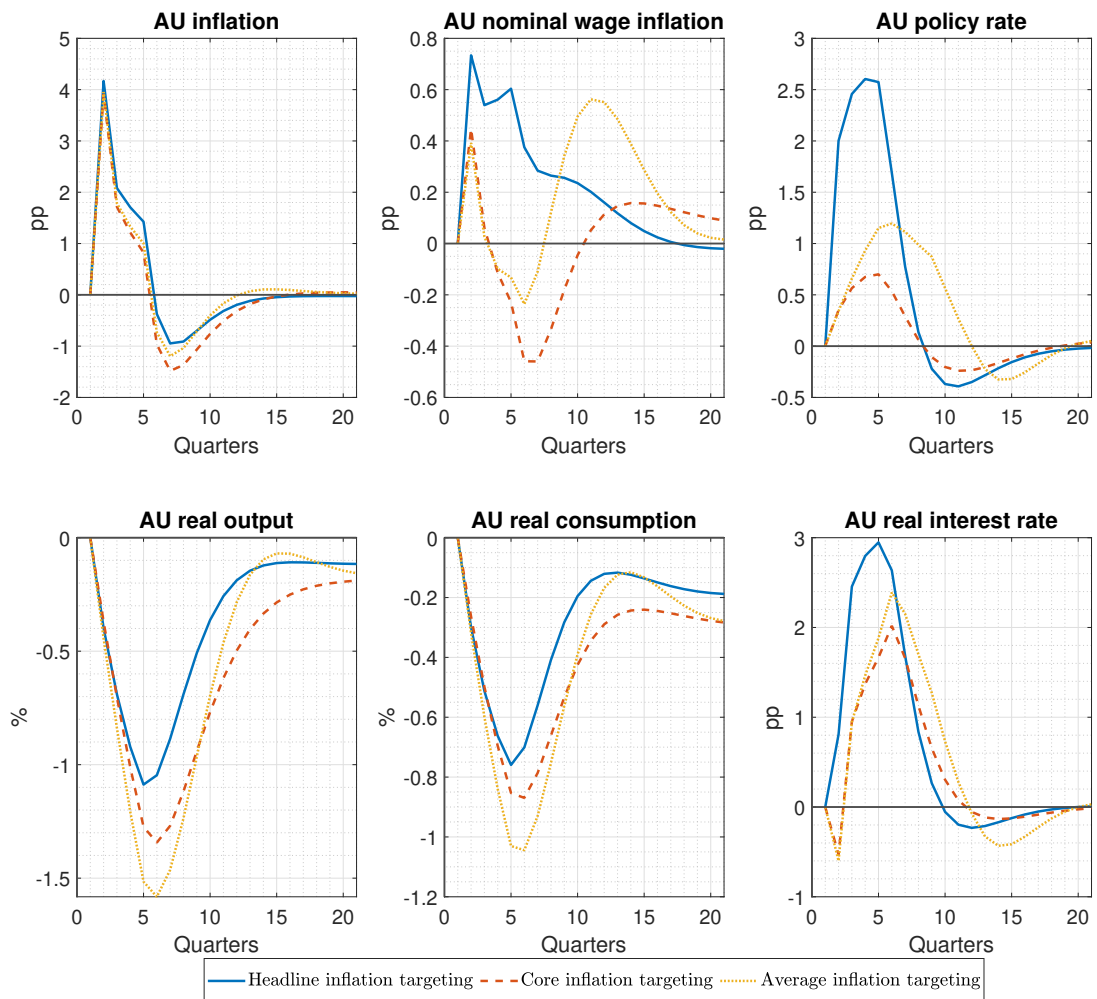 AU inflation
5
4
3
2
1
0
-1
-2
pp
0 5 10 15 20
Quarters
AU nominal wage inflation
0.8
0.6
0.4
0.2
0
-0.2
-0.4
-0.6
pp
0 5 10 15 20
Quarters
AU policy rate
3
2.5
2
1.5
1
0.5
0
-0.5
pp
0 5 10 15 20
Quarters
AU real output
0
-0.5
-1
-1.5
%
0 5 10 15 20
Quarters
AU real consumption
0
-0.2
-0.4
-0.6
-0.8
-1
-1.2
%
0 5 10 15 20
Quarters
AU real interest rate
3
2
1
0
-1
pp
0 5 10 15 20
Quarters
Headline inflation targeting Core inflation targeting Average inflation targeting